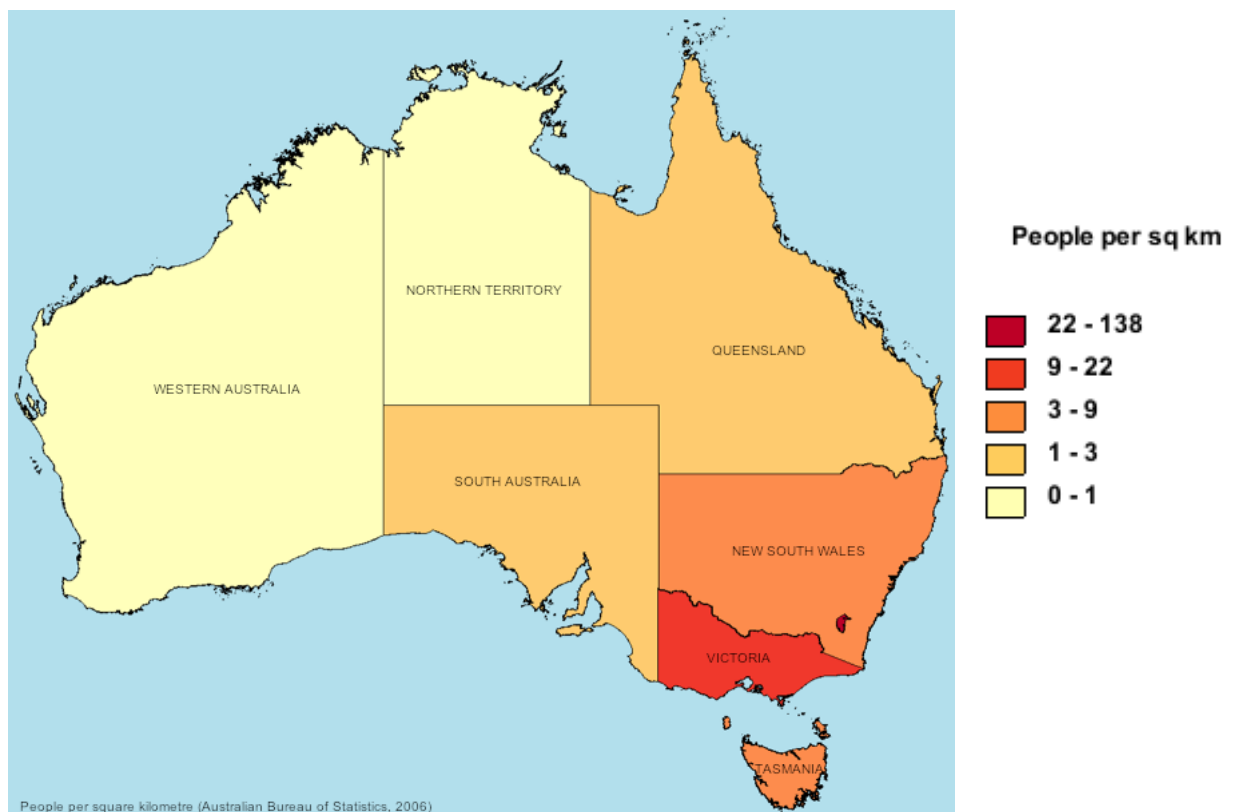 NORTHERN TERRITORY
QUEENSLAND
WESTERN AUSTRALIA
SOUTH AUSTRALIA
NEW SOUTH WALES
VICTORIA
TASMANIA
People per square kilometre (Australian Bureau of Statistics, 2006)
People per sq km
22 - 138
9 - 22
3 - 9
1 - 3
0 - 1